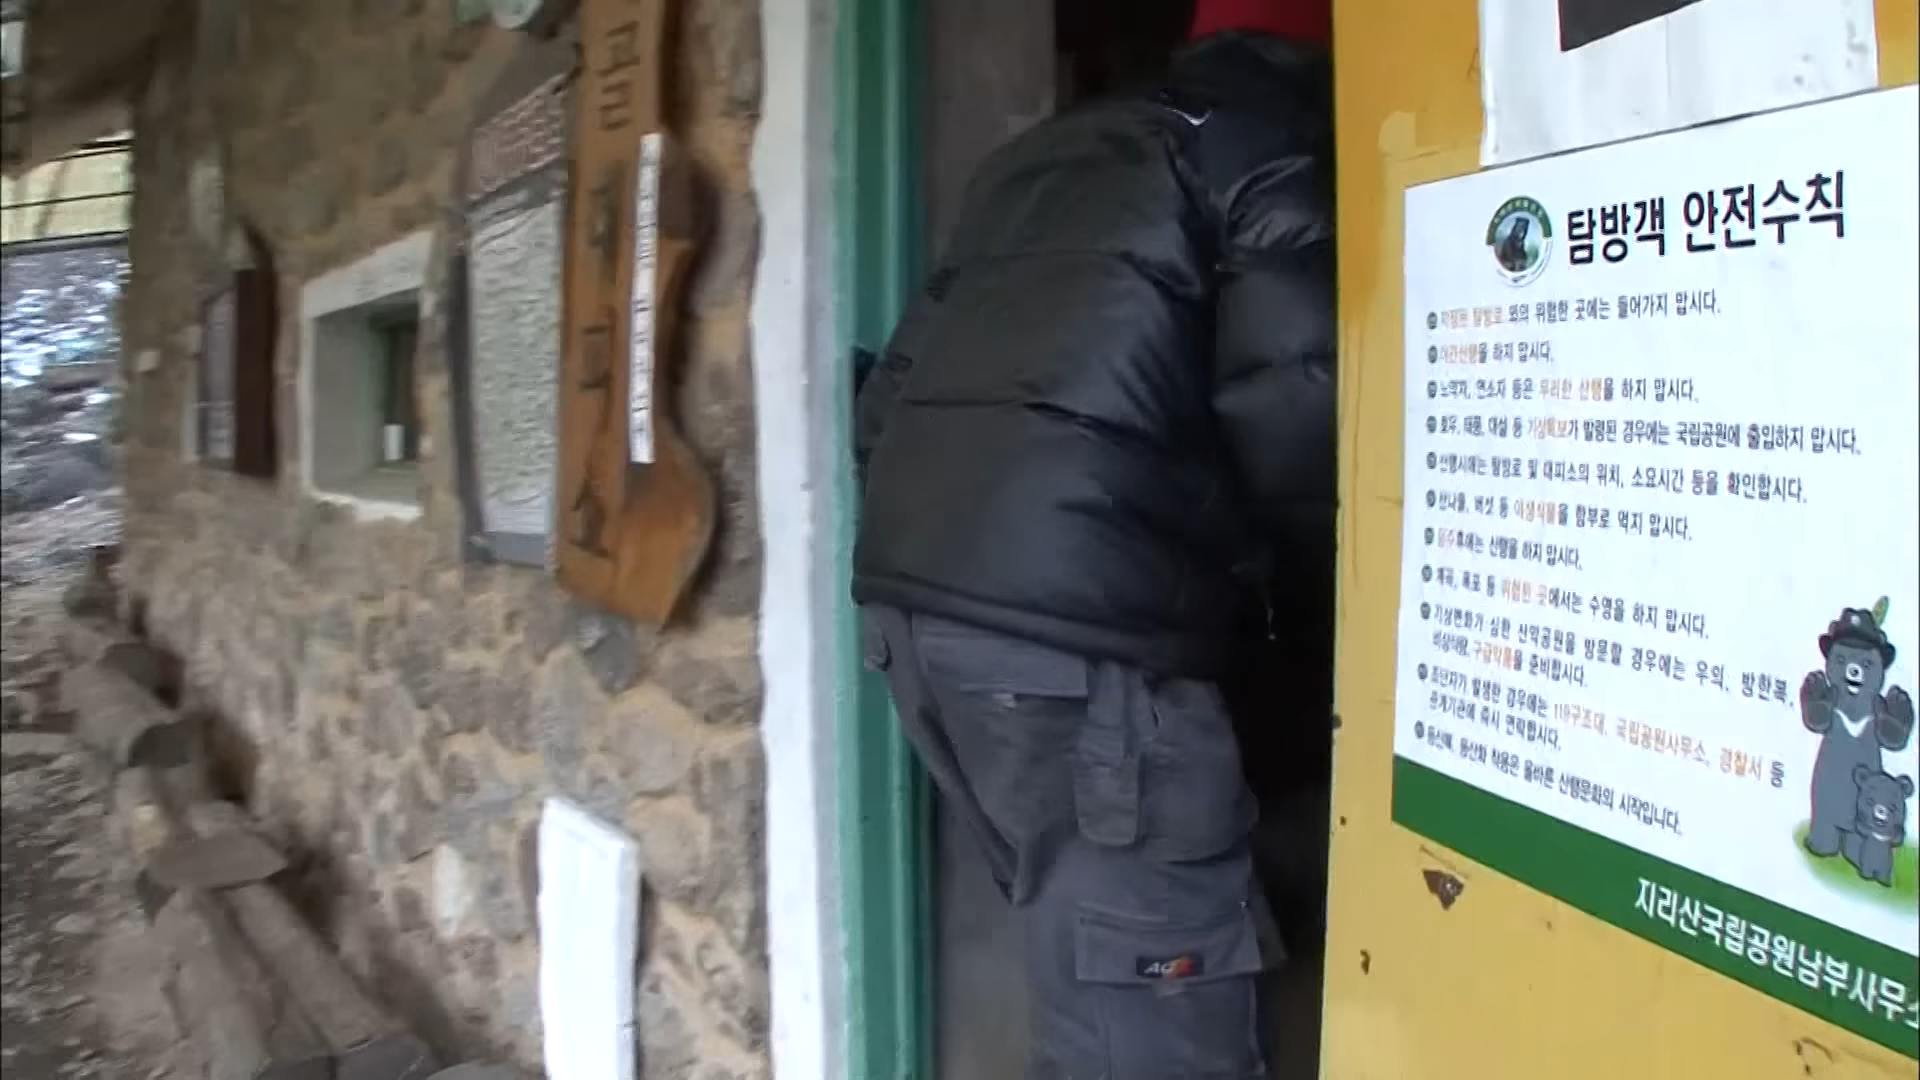 대피소
탐방객 안전수칙
지정된 탐방로 외의 위험한 곳에는 들어가지 맙시다.
야간산행을 하지 맙시다.
노약자, 연소자 등은 무리한 산행을 하지 맙시다.
호우, 태풍, 대설 등 기상특보가 발령된 경우에는 국립공원에 출입하지 맙시다.
산행시에는 탐방로 및 대피소의 위치, 소요시간 등을 확인합시다.
산나물, 버섯 등 야생식물을 함부로 먹지 맙시다.
음주후에는 산행을 하지 맙시다.
계곡, 폭포 등 위험한 곳에서는 수영을 하지 맙시다.
기상변화가 심한 산악공원을 방문할 경우에는 우의, 방한복,
비상식량, 구급약품을 준비합시다.
조난자가 발생한 경우에는 119구조대, 국립공원사무소, 경찰서 등
관계기관에 즉시 연락합시다.
등산복, 등산화 착용은 올바른 산행문화의 시작입니다.
지리산국립공원남부사무소